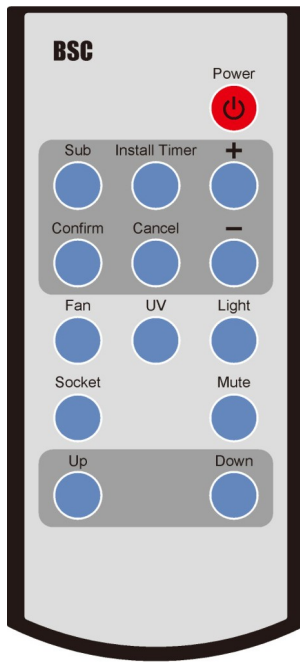 BSC
Power
Sub Install Timer +
Confirm Cancel −
Fan UV Light
Socket Mute
Up Down